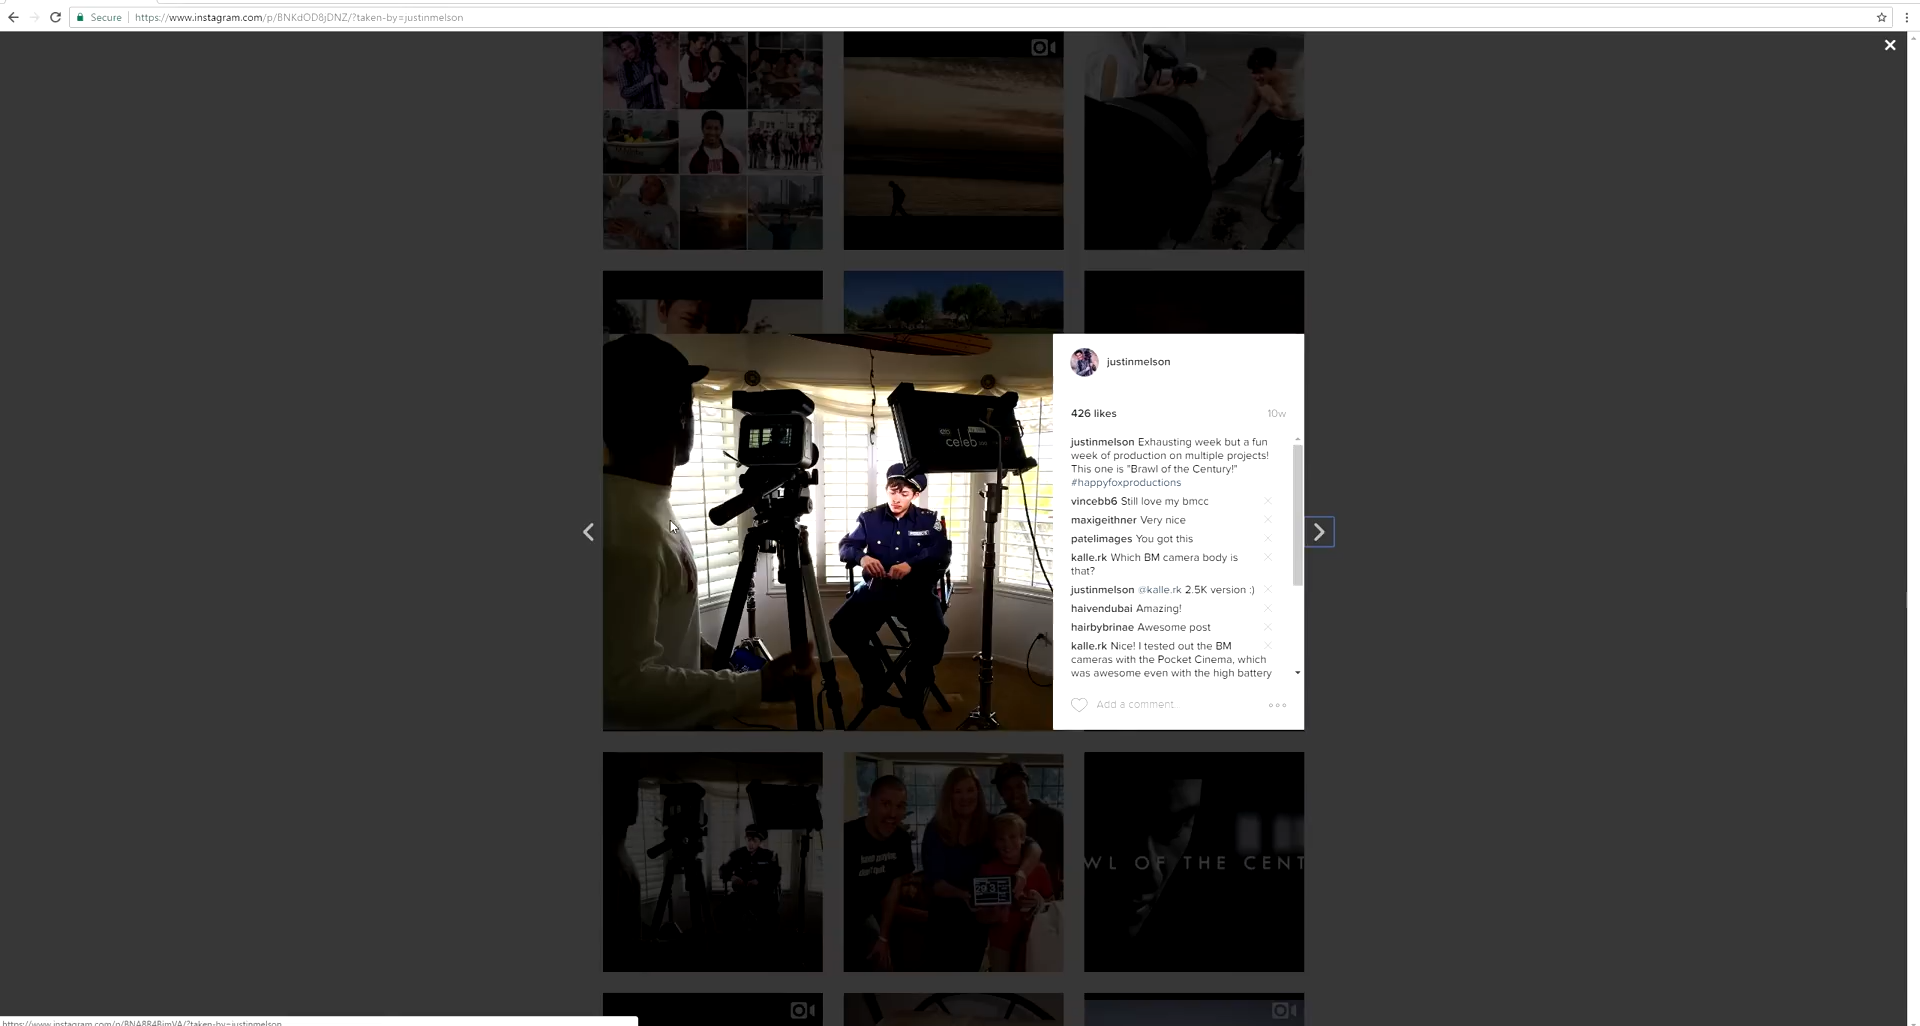 Secure
https://www.instagram.com/p/BNKdOD8jDNZ/?taken-by=justinmelson
celeb
justinmelson
426 likes
10w
justinmelson Exhausting week but a fun
week of production on multiple projects!
This one is "Brawl of the Century!"
#happyfoxproductions
vincebb6 Still love my bmcc
maxigeithner Very nice
patelimages You got this
kalle.rk Which BM camera body is
that?
justinmelson @kalle.rk 2.5K version :)
haivendubai Amazing!
hairbybrinae Awesome post
kalle.rk Nice! I tested out the BM
cameras with the Pocket Cinema, which
was awesome even with the high battery
Add a comment...
WL OF THE CENT